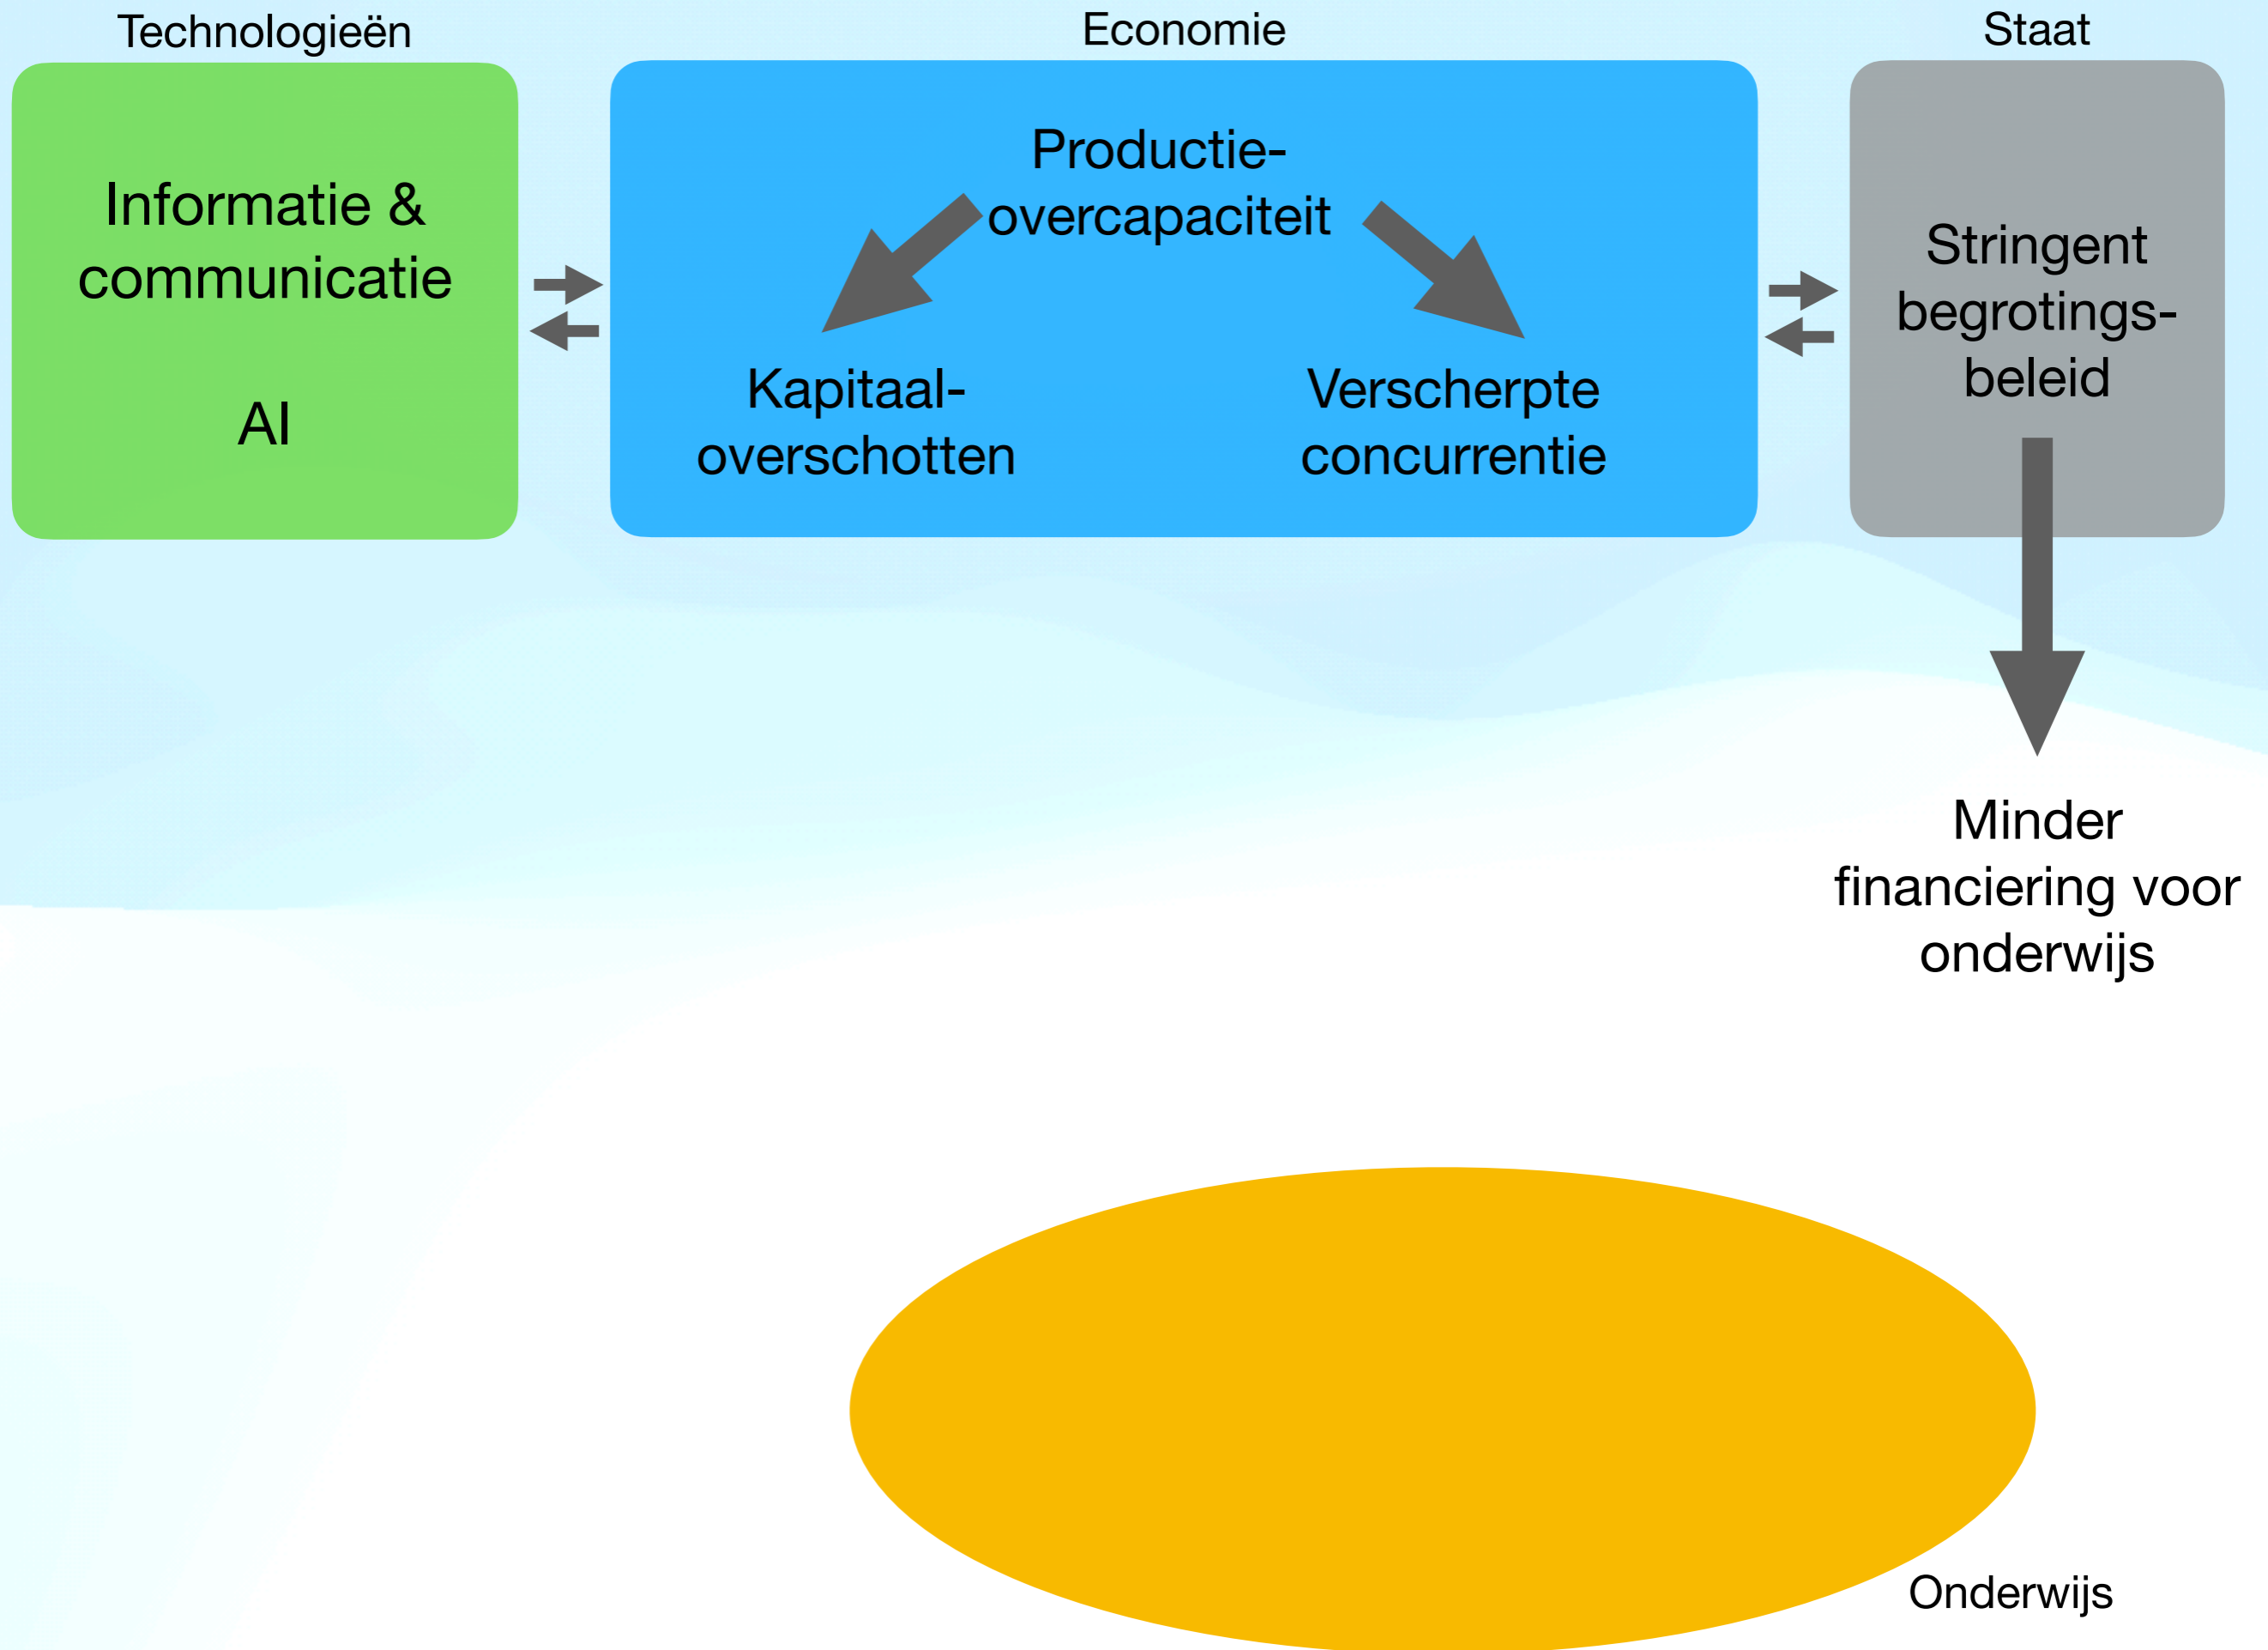 Technologieën
Economie
Staat
Informatie &
communicatie
AI
Productie-
overcapaciteit
Kapitaal-
overschotten
Verscherpte
concurrentie
Stringent
begrotings-
beleid
Minder
financiering voor
onderwijs
Onderwijs